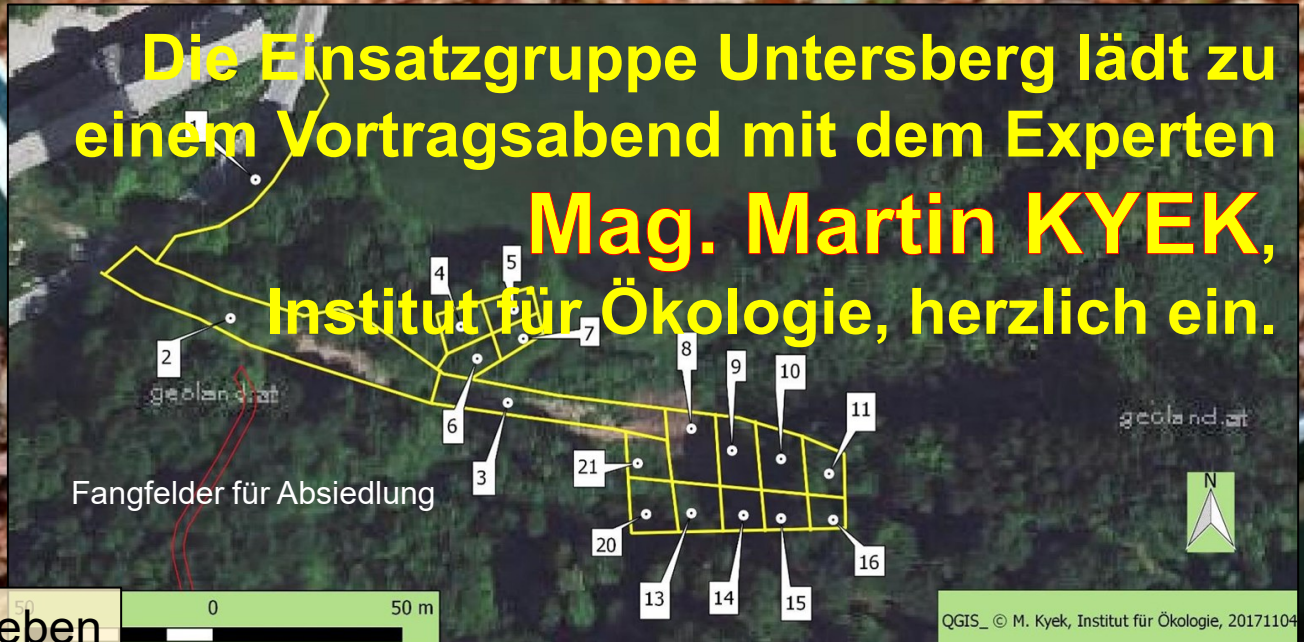 Die Einsatzgruppe Untersberg lädt zu
einem Vortragsabend mit dem Experten
Mag. Martin KYEK,
Institut für Ökologie, herzlich ein.
1
4
5
7
2
8
9
10
11
6
3
21
geoland.at
geoland.at
Fangfelder für Absiedlung
N
20
13
14
15
16
50
0
50 m
eben
QGIS_ © M. Kyek, Institut für Ökologie, 20171104